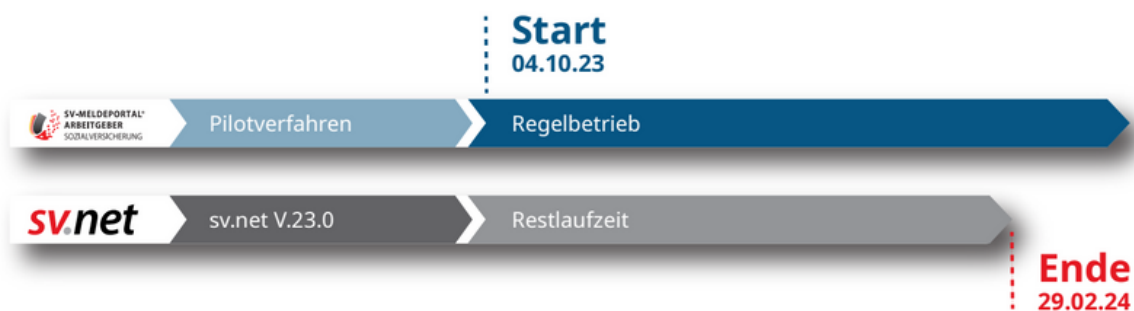 Start
04.10.23
SV-MELDEPORTAL®
ARBEITGEBER
SOZIALVERSICHERUNG
Pilotverfahren
Regelbetrieb
sv.net
sv.net V.23.0
Restlaufzeit
Ende
29.02.24